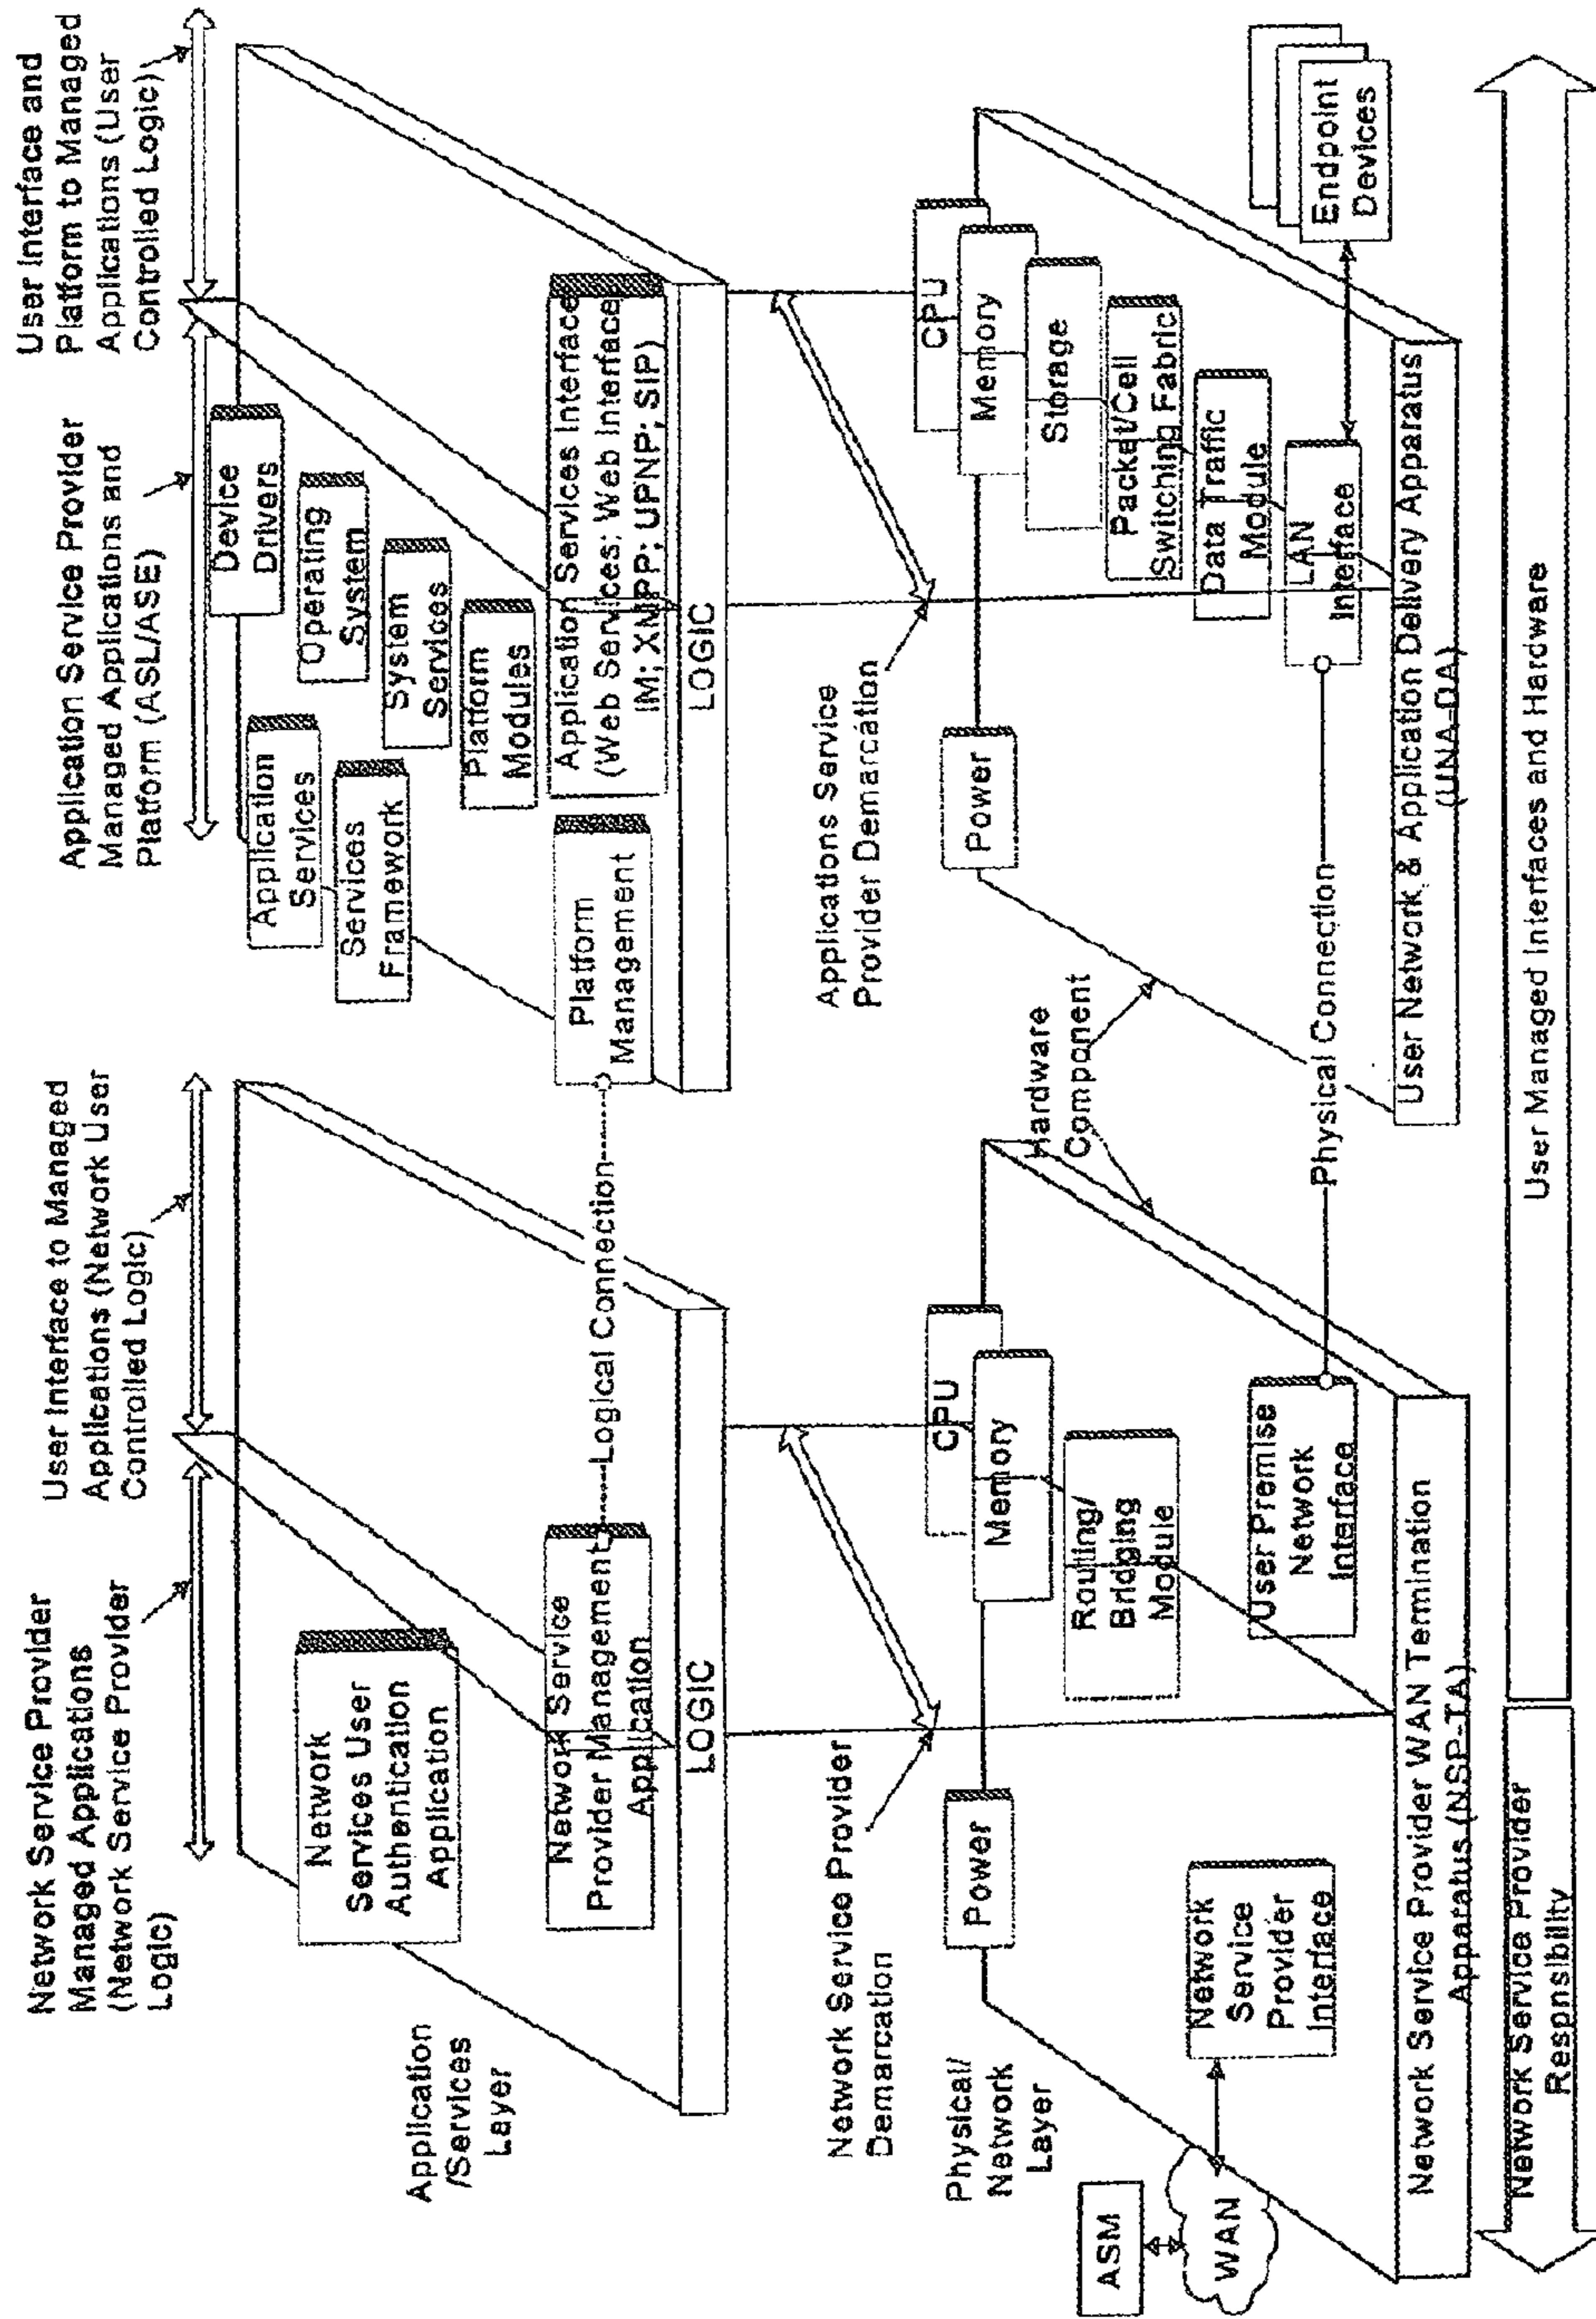 Network Service Provider
Managed Applications
(Network Service Provider
Logic)
User Interface to Managed
Applications (Network User
Controlled Logic)
Application Service Provider
Managed Applications and
Platform (ASL/ASE)
User Interface and
Platform to Managed
Applications (User
Controlled Logic)
Application
/Services
Layer
Network
Services User
Authentication
Application
Network Service
Provider Management
Application
LOGIC
Logical Connection
Application
Services
Services
Framework
Platform
Management
Device
Drivers
Operating
System
System
Services
Platform
Modules
Application Services Interface
(Web Services; Web Interface
IM; XMPP; UPNP; SIP)
LOGIC
Network Service Provider
Demarcation
Applications Service
Provider Demarcation
Physical/
Network
Layer
ASM
WAN
Power
Network
Service
Provider
Interface
CPU
Memory
Routing/
Bridging
Module
User Premise
Network
Interface
Hardware
Component
Physical Connection
Power
CPU
Memory
Storage
Packet/Cell
Switching Fabric
Data Traffic
Module
LAN
Interface
Endpoint
Devices
Network Service Provider WAN Termination
Apparatus (NSP-TA)
User Network & Application Delivery Apparatus
(UNA-DA)
Network Service Provider
Responsibility
User Managed Interfaces and Hardware